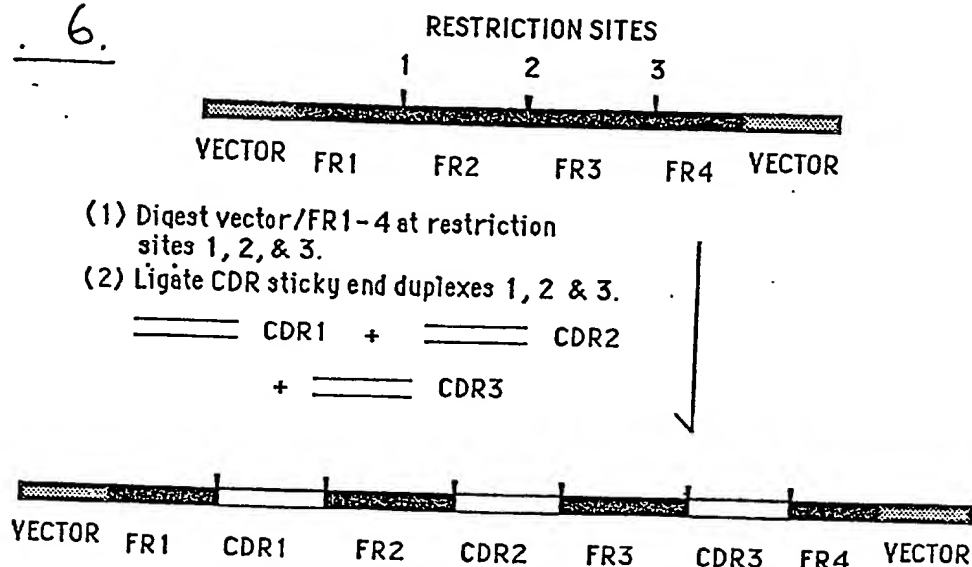 . 6.
RESTRICTION SITES
1 2 3
VECTOR FR1 FR2 FR3 FR4 VECTOR
(1) Digest vector/FR1-4 at restriction
sites 1, 2, & 3.
(2) Ligate CDR sticky end duplexes 1, 2 & 3.
CDR1 + CDR2
+ CDR3
VECTOR FR1 CDR1 FR2 CDR2 FR3 CDR3 FR4 VECTOR